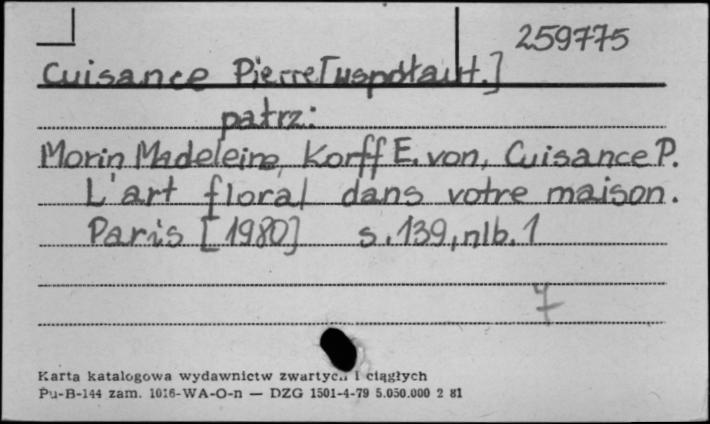 259775
Cuisance Pierre [współaut.]
patrz:
Morin Madeleine, Korff E. von, Cuisance P.
L'art floral dans votre maison.
Paris [1980] s. 139, nlb. 1
7
Karta katalogowa wydawnictw zwartych i ciągłych
Pu-B-144 zam. 1016-WA-O-n — DZG 1501-4-79 5.050.000 2 81